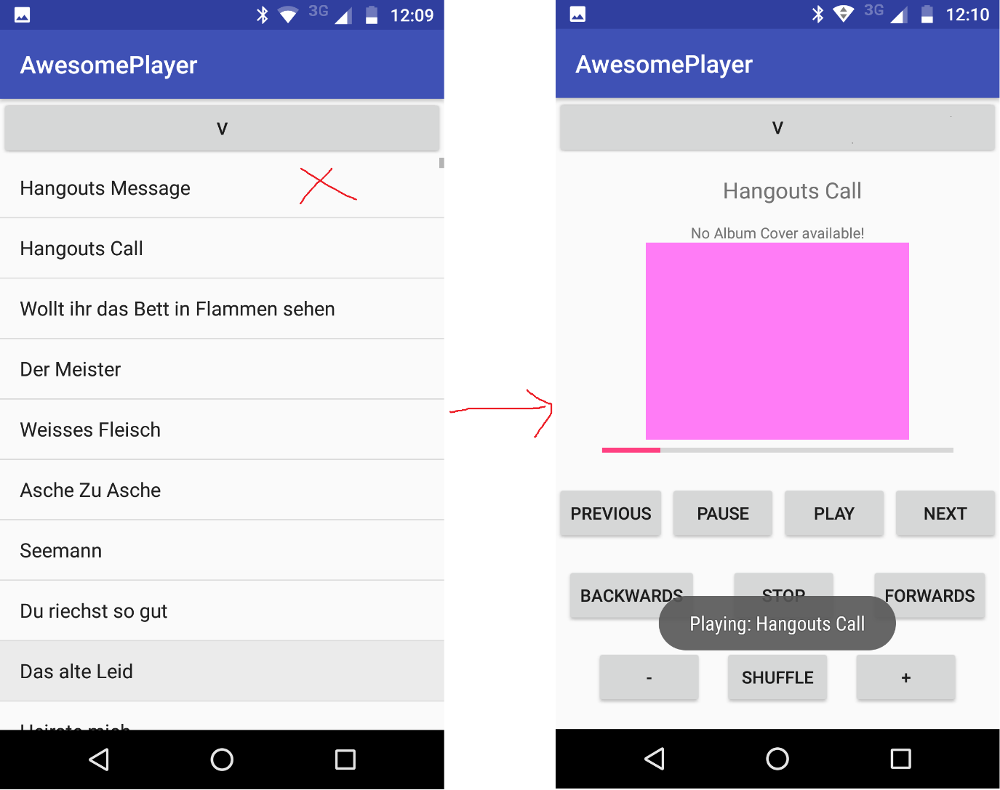 3G 12:09
AwesomePlayer
V
Hangouts Message
Hangouts Call
Wollt ihr das Bett in Flammen sehen
Der Meister
Weisses Fleisch
Asche Zu Asche
Seemann
Du riechst so gut
Das alte Leid
Heirate mich
3G 12:10
AwesomePlayer
V
Hangouts Call
No Album Cover available!
PREVIOUS PAUSE PLAY NEXT
BACKWARDS STOP FORWARDS
Playing: Hangouts Call
- SHUFFLE +